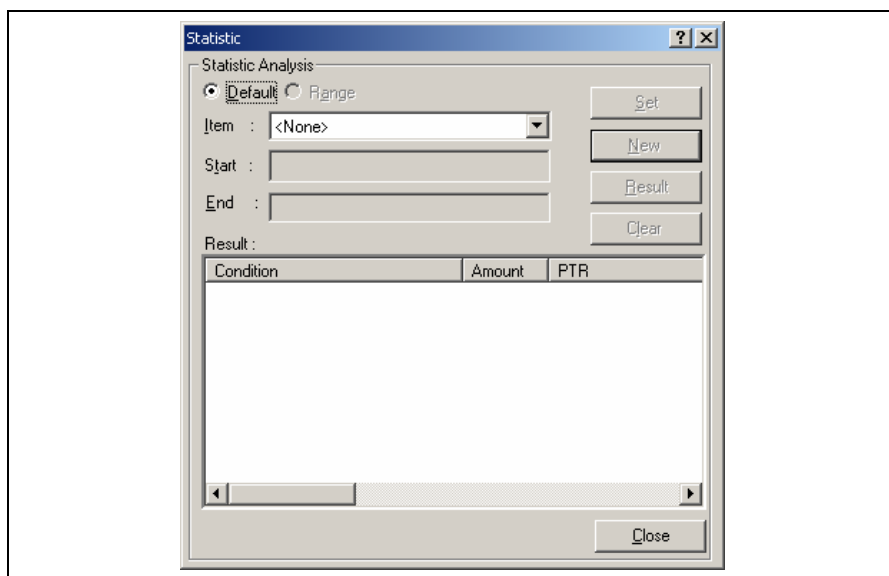 Statistic
Statistic Analysis
Default Range
Set
Item : <None>
New
Start :
Result
End :
Clear
Result :
Condition Amount PTR
Close